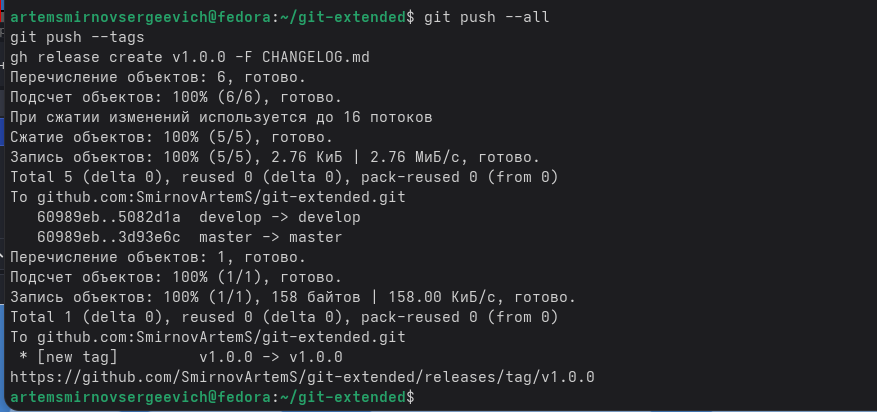 artemsmirnovsergeevich@fedora:~/git-extended$ git push --all
git push --tags
gh release create v1.0.0 -F CHANGELOG.md
Перечисление объектов: 6, готово.
Подсчет объектов: 100% (6/6), готово.
При сжатии изменений используется до 16 потоков
Сжатие объектов: 100% (5/5), готово.
Запись объектов: 100% (5/5), 2.76 КиБ | 2.76 МиБ/с, готово.
Total 5 (delta 0), reused 0 (delta 0), pack-reused 0 (from 0)
To github.com:SmirnovArtemS/git-extended.git
   60989eb..5082d1a  develop -> develop
   60989eb..3d93e6c  master -> master
Перечисление объектов: 1, готово.
Подсчет объектов: 100% (1/1), готово.
Запись объектов: 100% (1/1), 158 байтов | 158.00 КиБ/с, готово.
Total 1 (delta 0), reused 0 (delta 0), pack-reused 0 (from 0)
To github.com:SmirnovArtemS/git-extended.git
 * [new tag]         v1.0.0 -> v1.0.0
https://github.com/SmirnovArtemS/git-extended/releases/tag/v1.0.0
artemsmirnovsergeevich@fedora:~/git-extended$